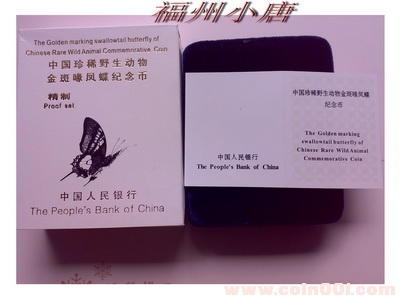 福州小唐
The Golden marking swallowtail butterfly of
Chinese Rare Wild Animal Commemorative Coin
中国珍稀野生动物
金斑喙凤蝶纪念币
精制
Proof set
中国人民银行
The People's Bank of China
中国人民银行
The People's Bank of China
中国珍稀野生动物金斑喙凤蝶
纪念币
The Golden marking
swallowtail butterfly of
Chinese Rare Wild Animal
Commemorative Coin
www.coin001.com